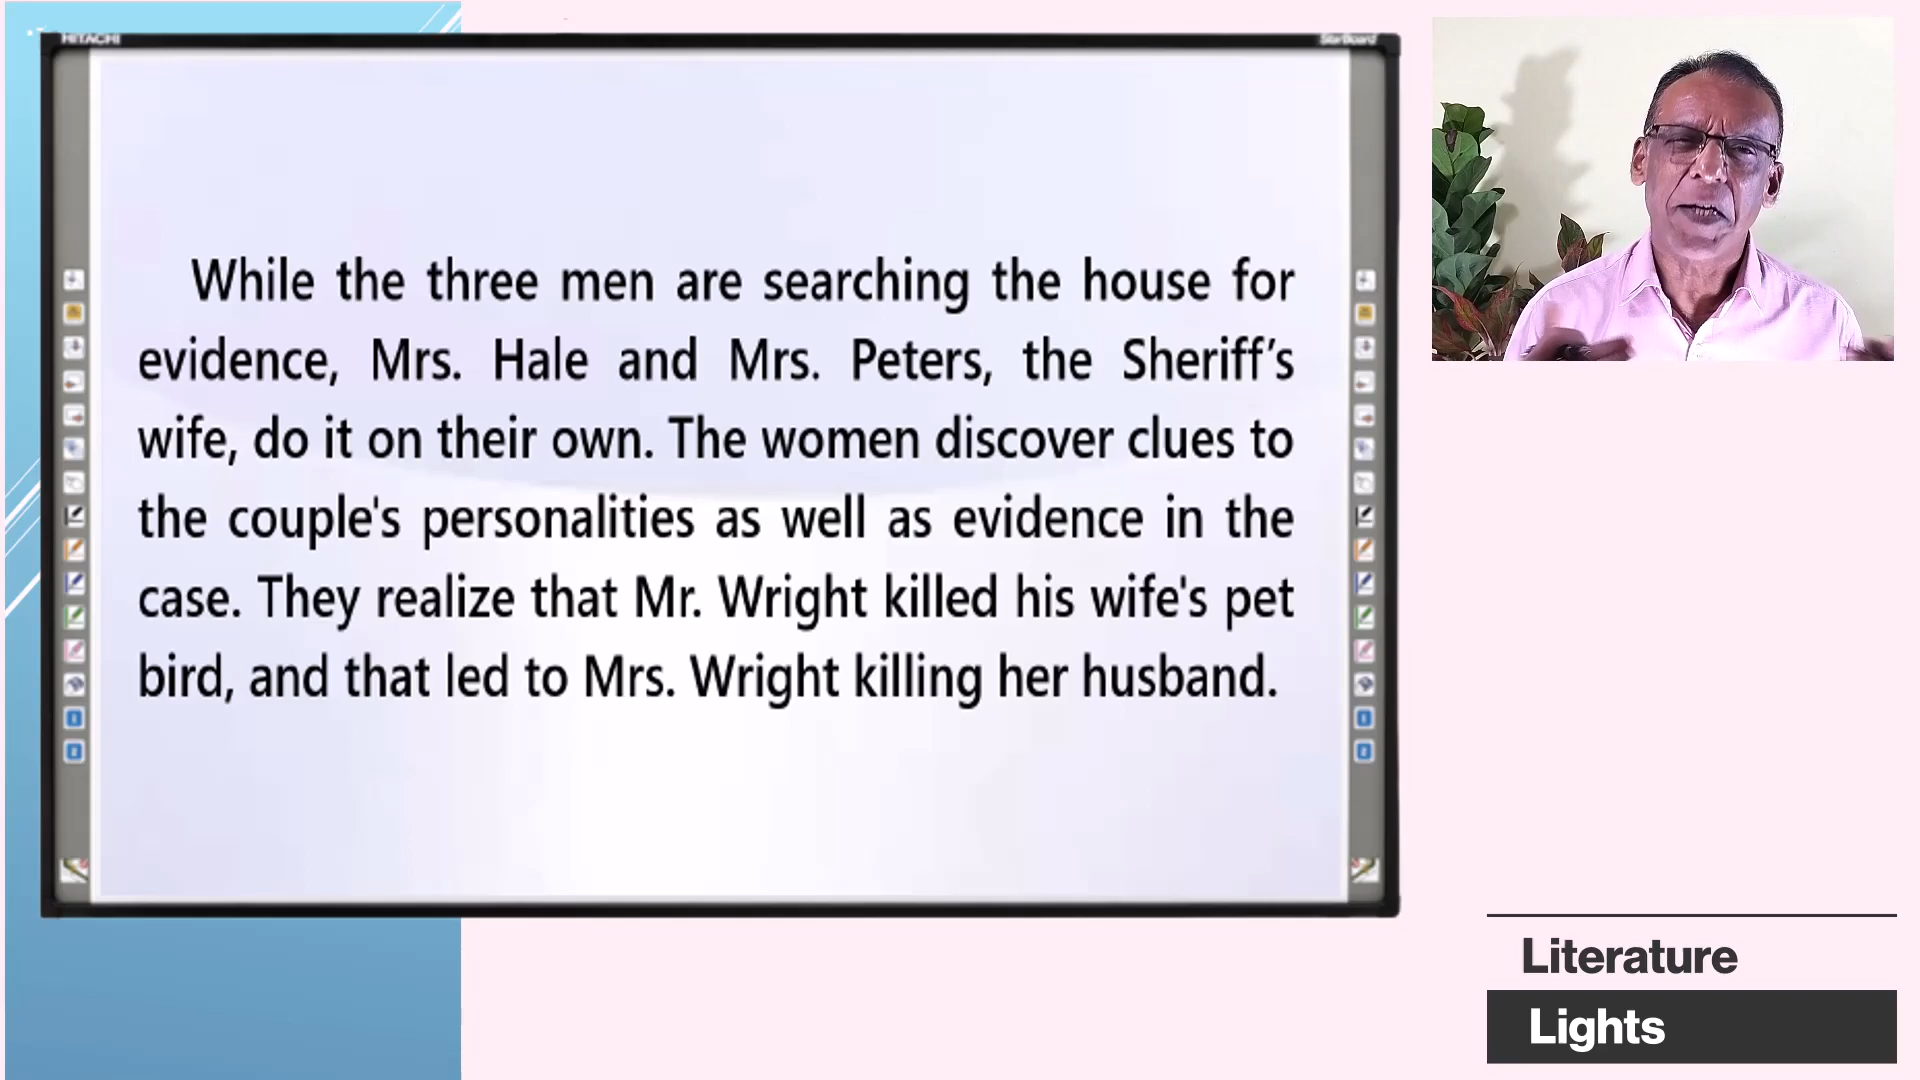 HITACHI
StarBoard
While the three men are searching the house for
evidence, Mrs. Hale and Mrs. Peters, the Sheriff’s
wife, do it on their own. The women discover clues to
the couple's personalities as well as evidence in the
case. They realize that Mr. Wright killed his wife's pet
bird, and that led to Mrs. Wright killing her husband.
Literature
Lights